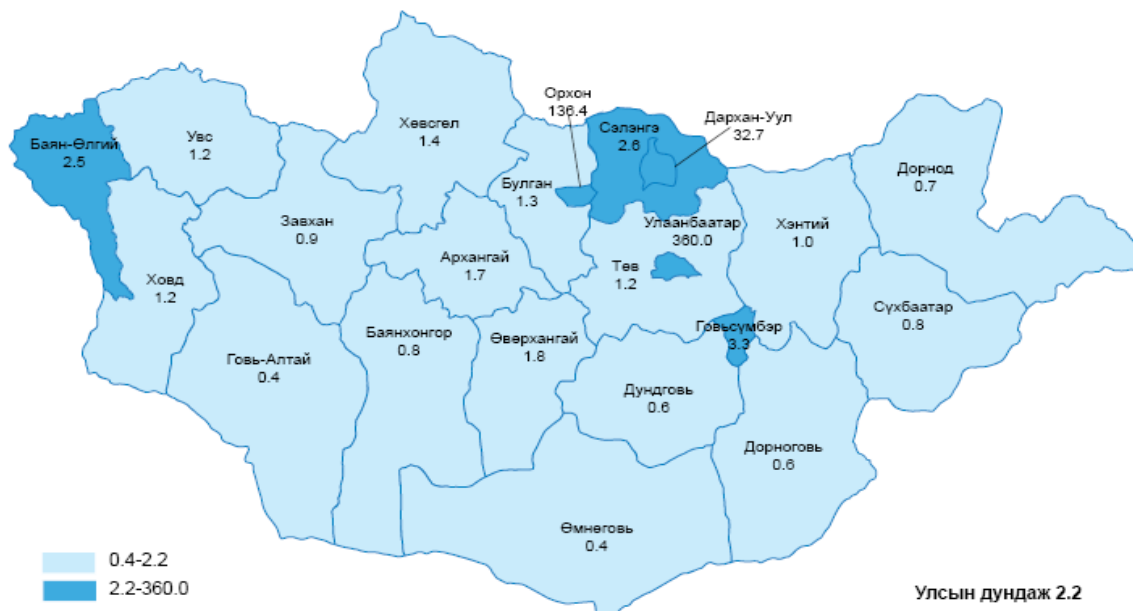 Орхон
136.4
Дархан-Уул
32.7
Сэлэнгэ
2.6
Баян-Өлгий
2.5
Увс
1.2
Хөвсгөл
1.4
Дорнод
0.7
Булган
1.3
Завхан
0.9
Улаанбаатар
360.0
Хэнтий
1.0
Архангай
1.7
Төв
1.2
Ховд
1.2
Сүхбаатар
0.8
Баянхонгор
0.8
Өвөрхангай
1.8
Говьсүмбэр
3.3
Говь-Алтай
0.4
Дундговь
0.6
Дорноговь
0.6
Өмнөговь
0.4
0.4-2.2
2.2-360.0
Улсын дундаж 2.2